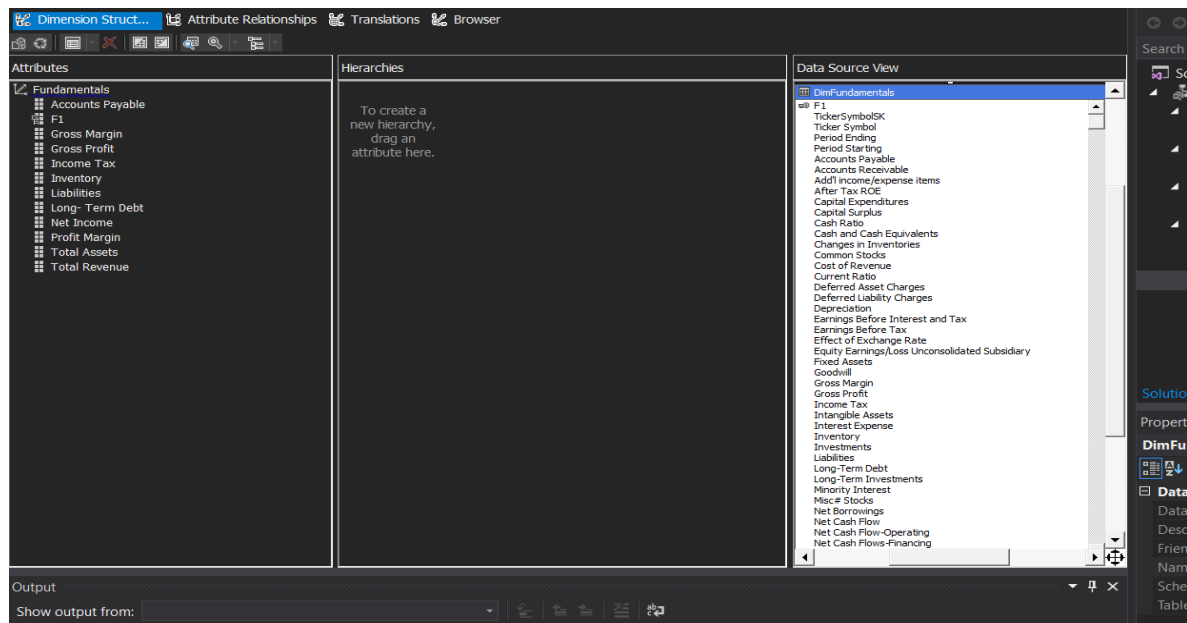 Dimension Struct... Attribute Relationships Translations Browser
Search
Attributes
Fundamentals
Accounts Payable
F1
Gross Margin
Gross Profit
Income Tax
Inventory
Liabilities
Long- Term Debt
Net Income
Profit Margin
Total Assets
Total Revenue
Hierarchies
To create a
new hierarchy,
drag an
attribute here.
Data Source View
DimFundamentals
F1
TickerSymbolSK
Ticker Symbol
Period Ending
Period Starting
Accounts Payable
Accounts Receivable
Add'l income/expense items
After Tax ROE
Capital Expenditures
Capital Surplus
Cash Ratio
Cash and Cash Equivalents
Changes in Inventories
Common Stocks
Cost of Revenue
Current Ratio
Deferred Asset Charges
Deferred Liability Charges
Depreciation
Earnings Before Interest and Tax
Earnings Before Tax
Effect of Exchange Rate
Equity Earnings/Loss Unconsolidated Subsidiary
Fixed Assets
Goodwill
Gross Margin
Gross Profit
Income Tax
Intangible Assets
Interest Expense
Inventory
Investments
Liabilities
Long-Term Debt
Long-Term Investments
Minority Interest
Misc# Stocks
Net Borrowings
Net Cash Flow
Net Cash Flow-Operating
Net Cash Flows-Financing
So
Solutio
Propert
DimFu
Data
Data
Desc
Frien
Nam
Sche
Table
Output
Show output from: